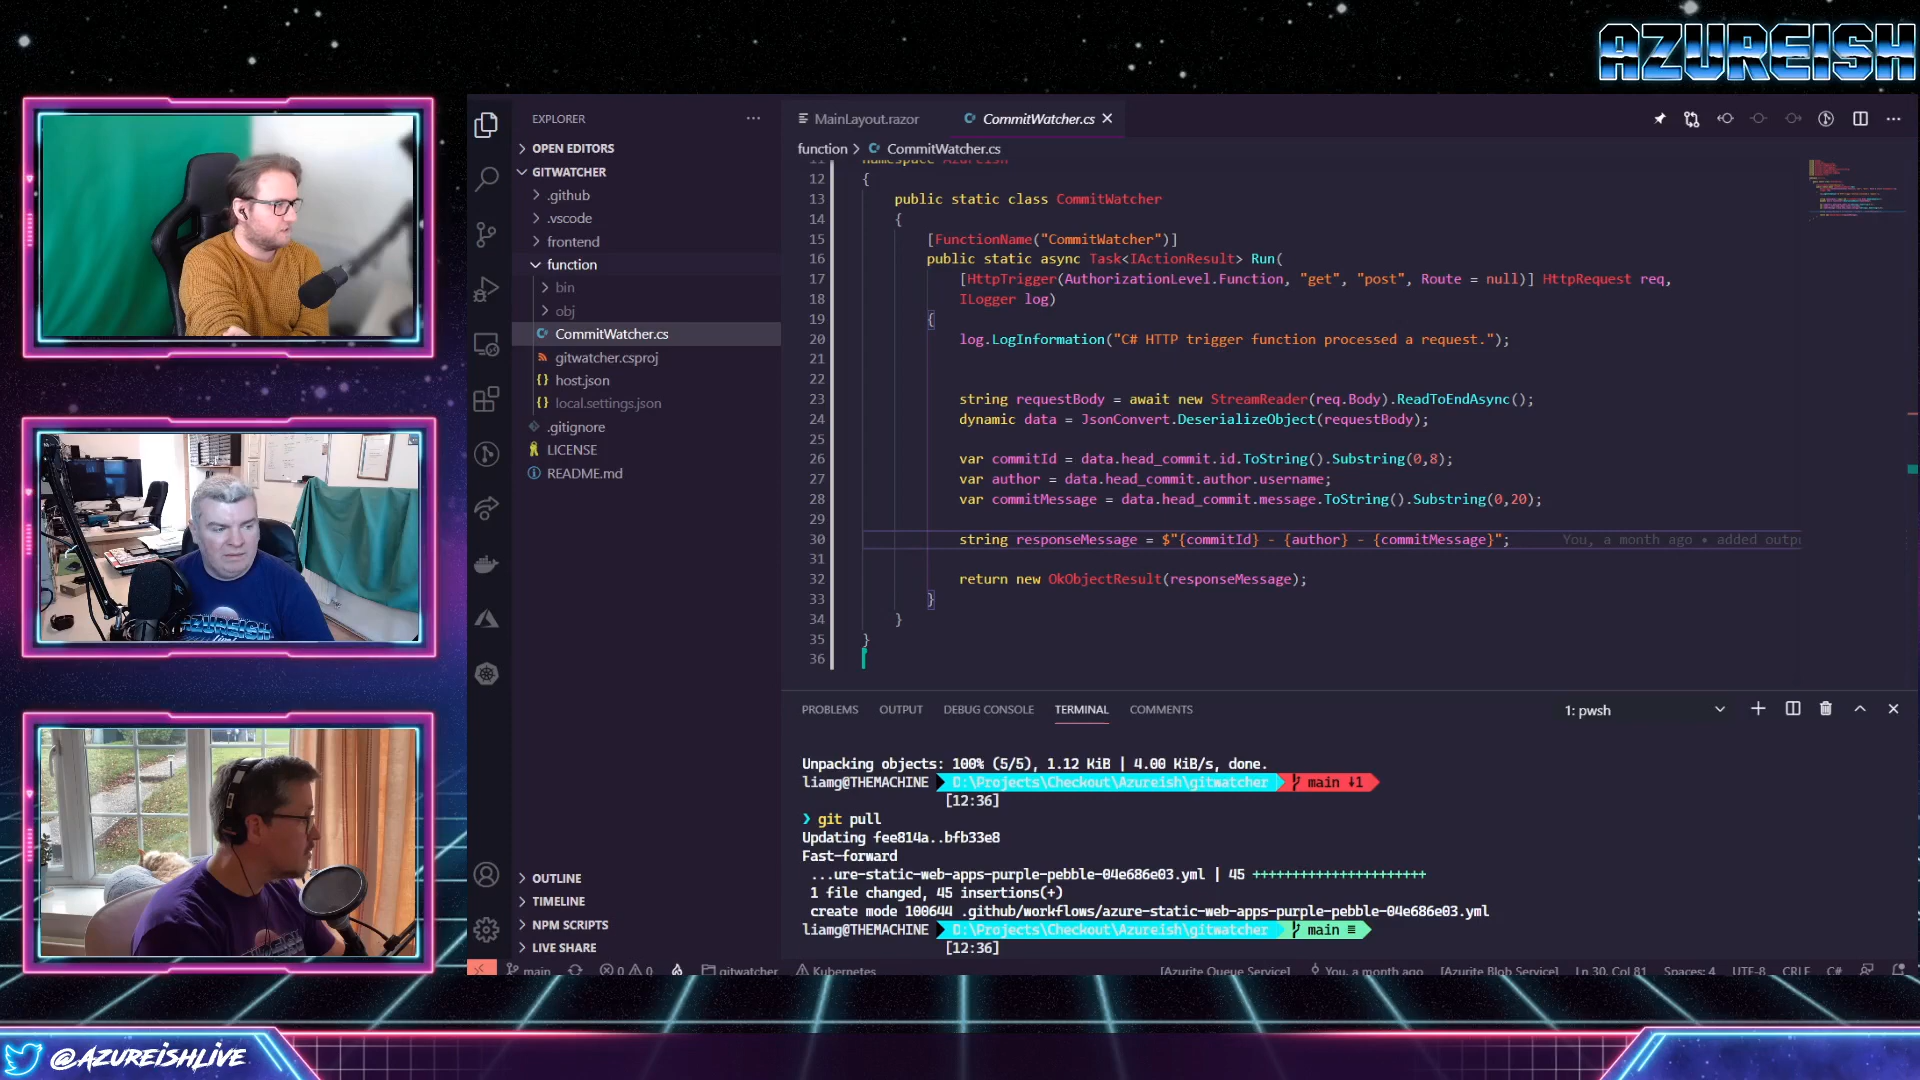 AZUREISH
EXPLORER
OPEN EDITORS
GITWATCHER
.github
.vscode
frontend
function
bin
obj
CommitWatcher.cs
gitwatcher.csproj
host.json
local.settings.json
.gitignore
LICENSE
README.md
OUTLINE
TIMELINE
NPM SCRIPTS
LIVE SHARE
MainLayout.razor
CommitWatcher.cs
function > CommitWatcher.cs
11 namespace Azureish
12 {
13 public static class CommitWatcher
14 {
15 [FunctionName("CommitWatcher")]
16 public static async Task<IActionResult> Run(
17 [HttpTrigger(AuthorizationLevel.Function, "get", "post", Route = null)] HttpRequest req,
18 ILogger log)
19 {
20 log.LogInformation("C# HTTP trigger function processed a request.");
21
22
23 string requestBody = await new StreamReader(req.Body).ReadToEndAsync();
24 dynamic data = JsonConvert.DeserializeObject(requestBody);
25
26 var commitId = data.head_commit.id.ToString().Substring(0,8);
27 var author = data.head_commit.author.username;
28 var commitMessage = data.head_commit.message.ToString().Substring(0,20);
29
30 string responseMessage = $"{commitId} - {author} - {commitMessage}"; You, a month ago • added outp
31
32 return new OkObjectResult(responseMessage);
33 }
34 }
35 }
36
PROBLEMS OUTPUT DEBUG CONSOLE TERMINAL COMMENTS 1: pwsh
Unpacking objects: 100% (5/5), 1.12 KiB | 4.00 KiB/s, done.
liamg@THEMACHINE D:\Projects\Checkout\Azureish\gitwatcher main ↓1
[12:36]
❯ git pull
Updating fee814a..bfb33e8
Fast-forward
...ure-static-web-apps-purple-pebble-04e686e03.yml | 45 ++++++++++++++++++++++
1 file changed, 45 insertions(+)
create mode 100644 .github/workflows/azure-static-web-apps-purple-pebble-04e686e03.yml
liamg@THEMACHINE D:\Projects\Checkout\Azureish\gitwatcher main ≡
[12:36]
main 0 0 gitwatcher Kubernetes [Azurite Queue Service] You, a month ago [Azurite Blob Service] Ln 30, Col 81 Spaces: 4 UTF-8 CRLF C#
AZUREISH
@AZUREISHLIVE